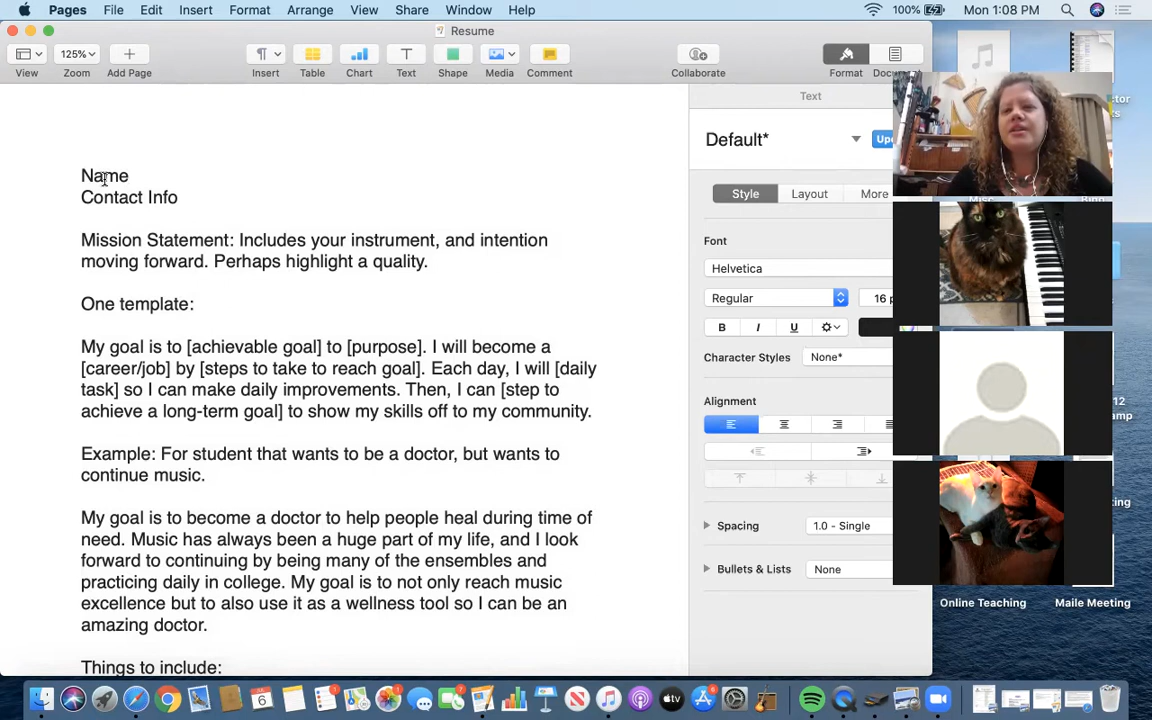 Pages File Edit Insert Format Arrange View Share Window Help 100% Mon 1:08 PM
Resume
125%
View Zoom Add Page Insert Table Chart Text Shape Media Comment Collaborate Format
Text
Default*
Style Layout More
Font
Helvetica
Regular 16
B I U
Character Styles None*
Alignment
Spacing 1.0 - Single
Bullets & Lists None
Name
Contact Info
Mission Statement: Includes your instrument, and intention
moving forward. Perhaps highlight a quality.
One template:
My goal is to [achievable goal] to [purpose]. I will become a
[career/job] by [steps to take to reach goal]. Each day, I will [daily
task] so I can make daily improvements. Then, I can [step to
achieve a long-term goal] to show my skills off to my community.
Example: For student that wants to be a doctor, but wants to
continue music.
My goal is to become a doctor to help people heal during time of
need. Music has always been a huge part of my life, and I look
forward to continuing by being many of the ensembles and
practicing daily in college. My goal is to not only reach music
excellence but to also use it as a wellness tool so I can be an
amazing doctor.
Things to include:
Online Teaching Maile Meeting